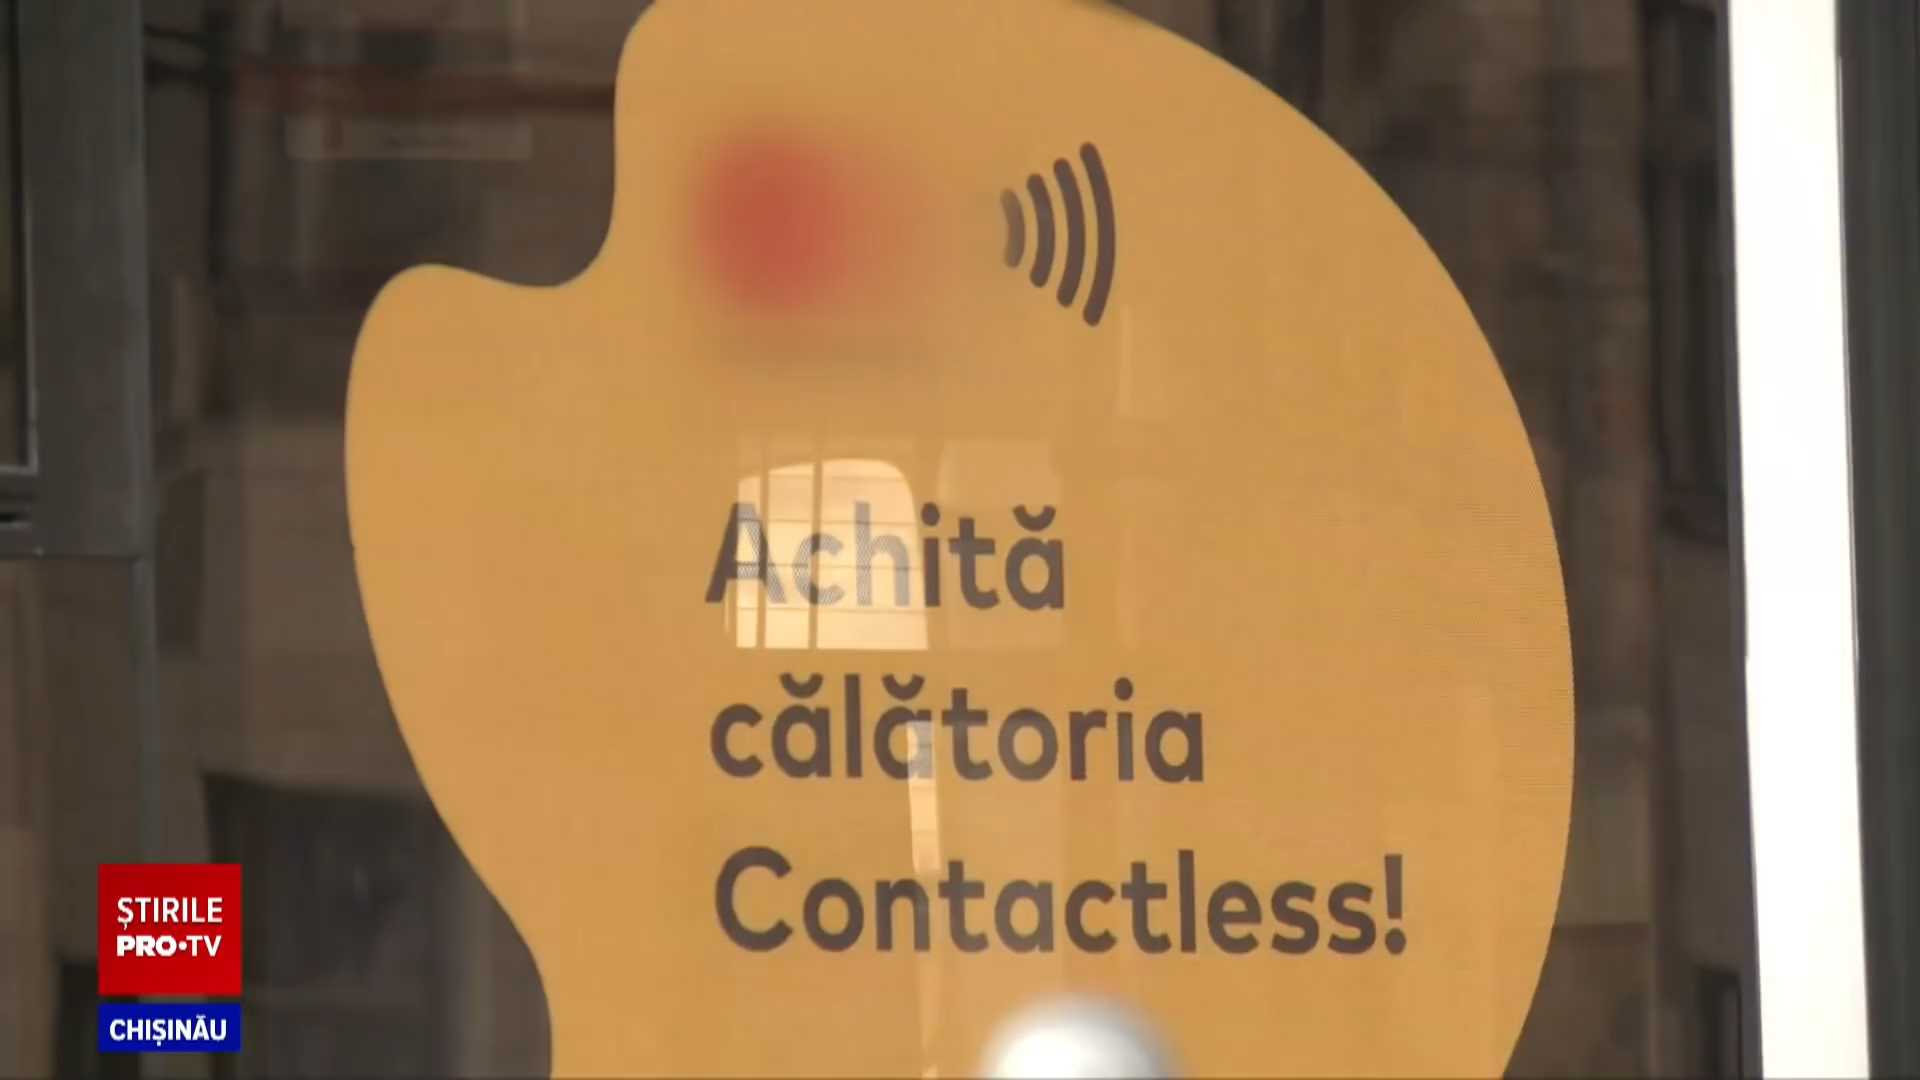 Achită
călătoria
Contactless!
ȘTIRILE
PRO•TV
CHIȘINĂU